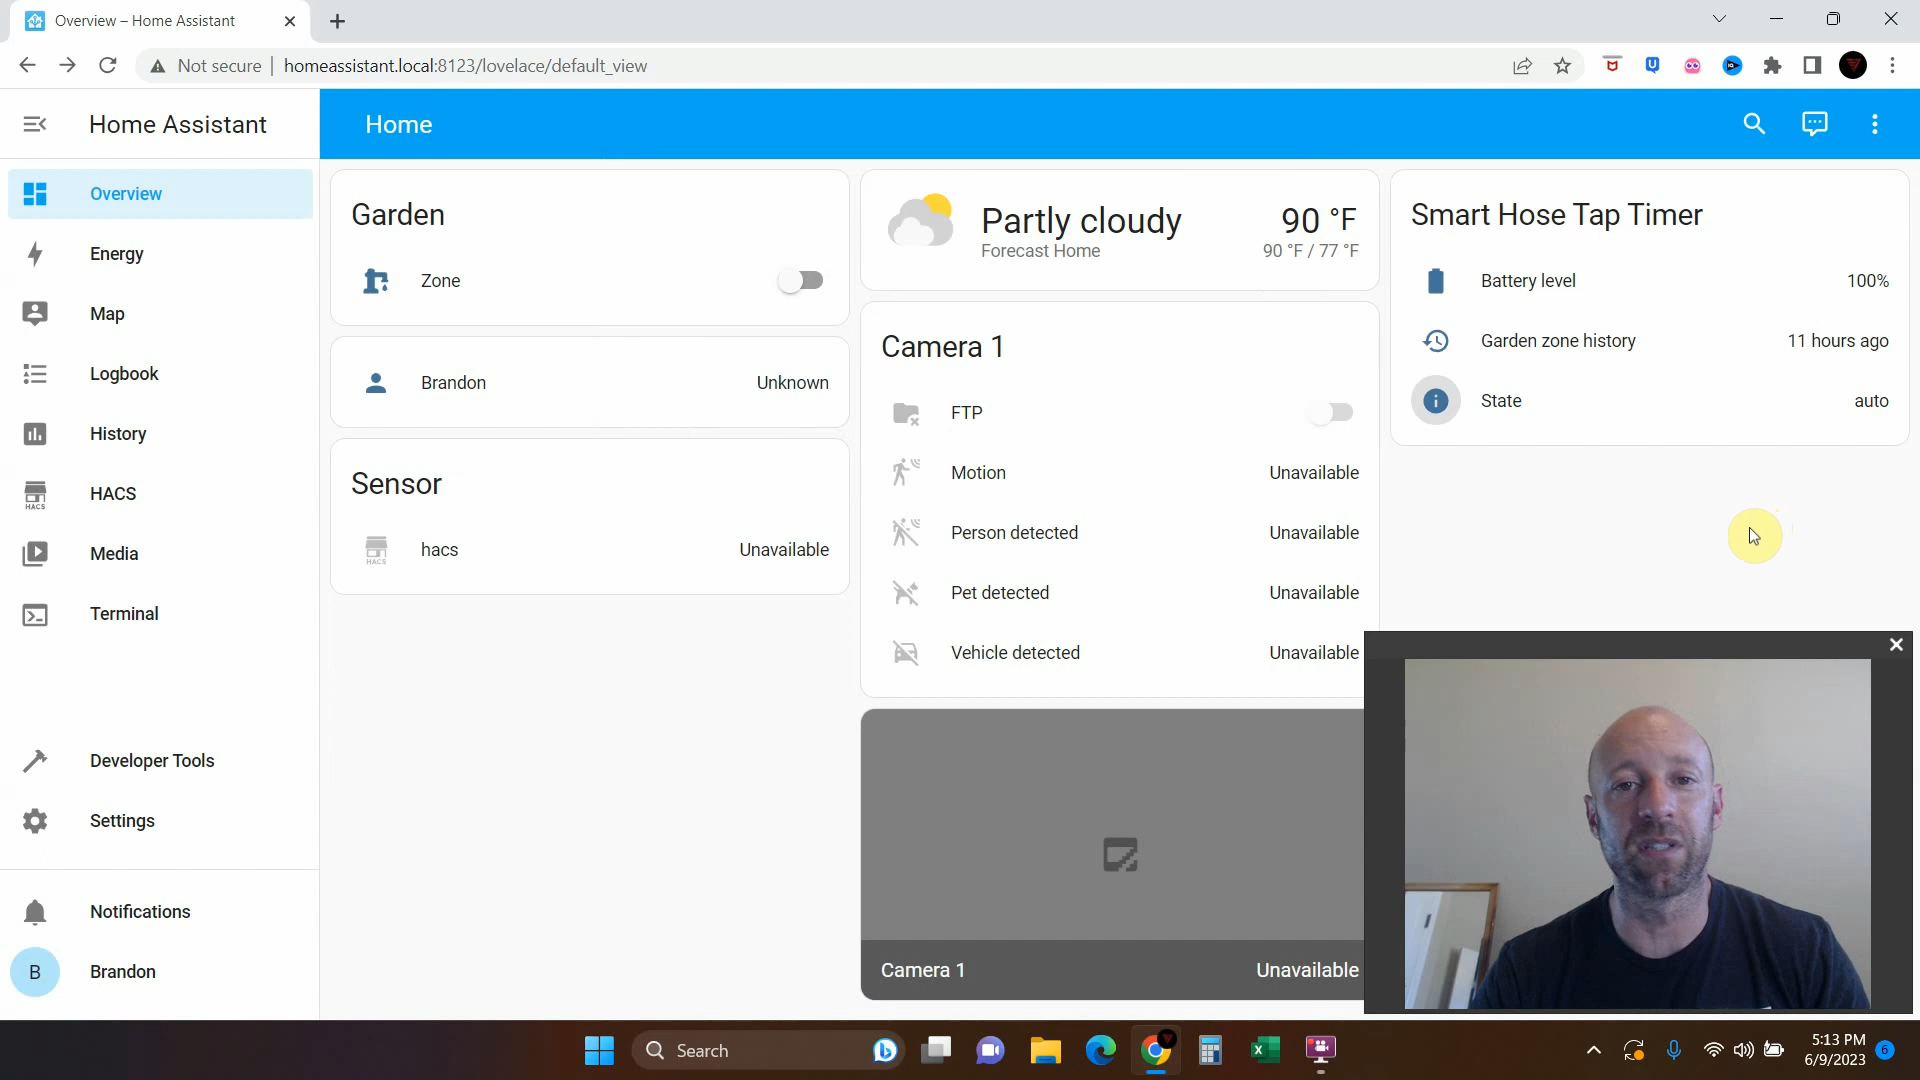 Overview – Home Assistant
Not secure
homeassistant.local:8123/lovelace/default_view
Home Assistant
Home
Overview
Energy
Map
Logbook
History
HACS
HACS
Media
Terminal
Developer Tools
Settings
Notifications
B
Brandon
Garden
Zone
Brandon
Unknown
Sensor
HACS
hacs
Unavailable
Partly cloudy
90 °F
Forecast Home
90 °F / 77 °F
Camera 1
FTP
Motion
Unavailable
Person detected
Unavailable
Pet detected
Unavailable
Vehicle detected
Unavailable
Camera 1
Unavailable
Smart Hose Tap Timer
Battery level
100%
Garden zone history
11 hours ago
State
auto
Search
5:13 PM
6/9/2023
6